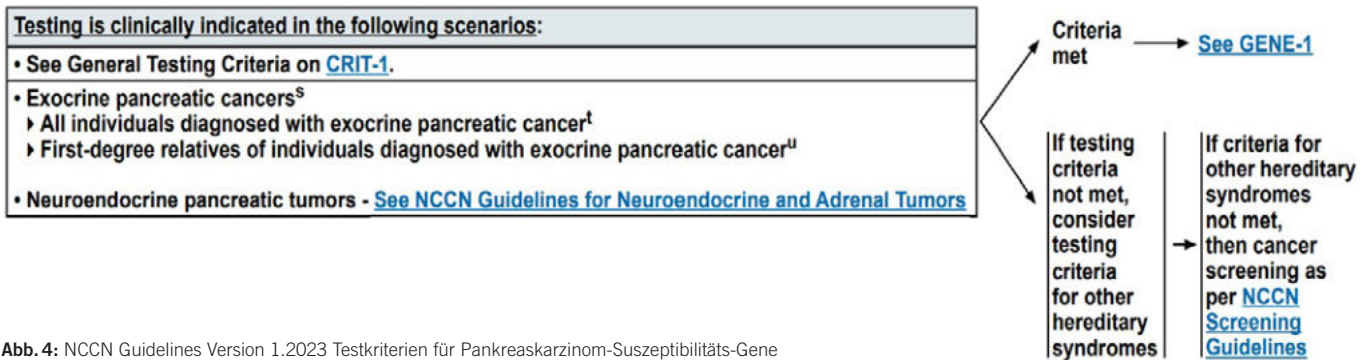 Testing is clinically indicated in the following scenarios:
• See General Testing Criteria on CRIT-1.
• Exocrine pancreatic cancersˢ
▸ All individuals diagnosed with exocrine pancreatic cancerᵗ
▸ First-degree relatives of individuals diagnosed with exocrine pancreatic cancerᵘ
• Neuroendocrine pancreatic tumors - See NCCN Guidelines for Neuroendocrine and Adrenal Tumors
Criteria
met
See GENE-1
If testing
criteria
not met,
consider
testing
criteria
for other
hereditary
syndromes
If criteria for
other hereditary
syndromes
not met,
then cancer
screening as
per NCCN
Screening
Guidelines
Abb. 4: NCCN Guidelines Version 1.2023 Testkriterien für Pankreaskarzinom-Suszeptibilitäts-Gene